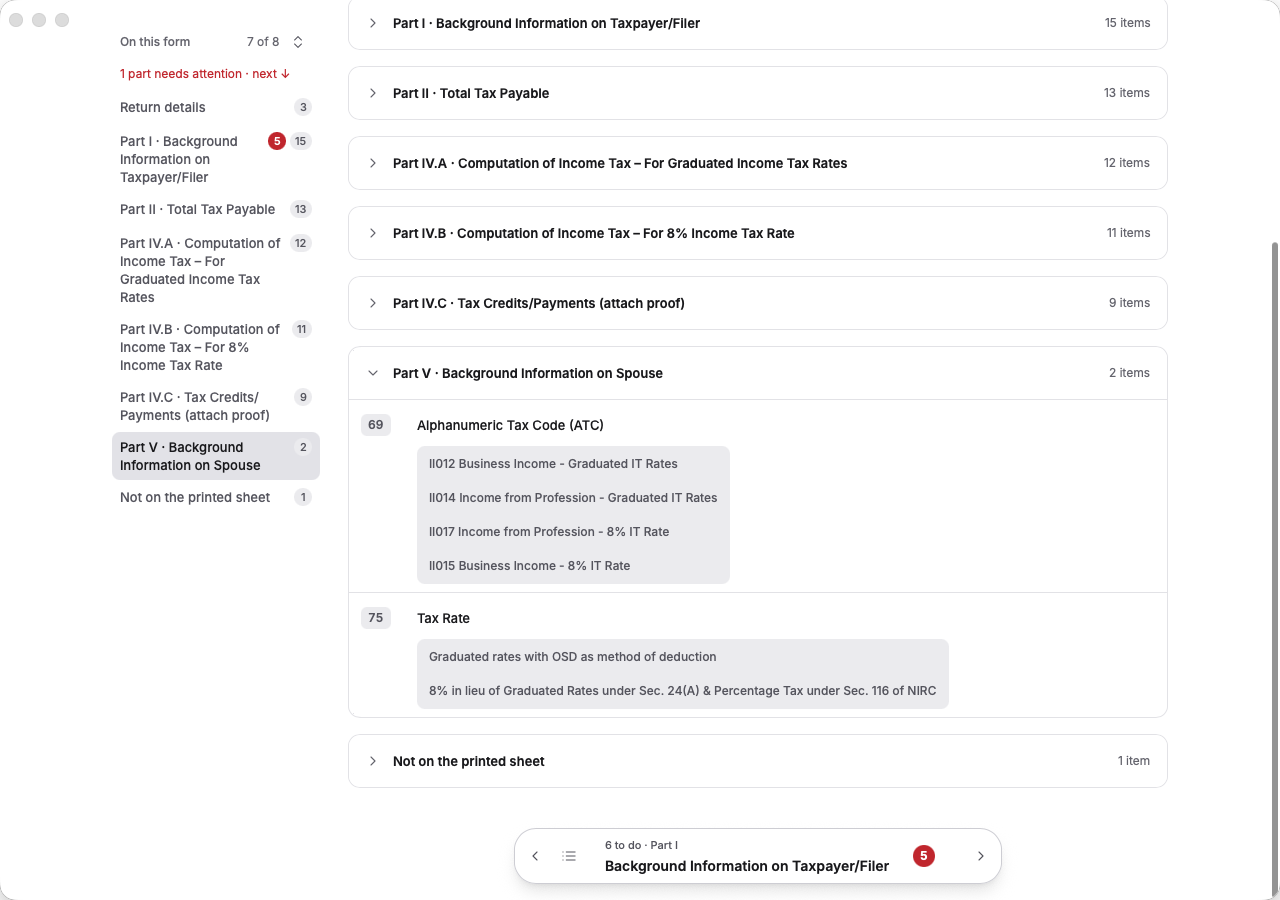 On this form
7 of 8
1 part needs attention · next ↓
Return details
3
Part I · Background
Information on
Taxpayer/Filer
5
15
Part II · Total Tax Payable
13
Part IV.A · Computation of
Income Tax – For
Graduated Income Tax
Rates
12
Part IV.B · Computation of
Income Tax – For 8%
Income Tax Rate
11
Part IV.C · Tax Credits/
Payments (attach proof)
9
Part V · Background
Information on Spouse
2
Not on the printed sheet
1
Part I · Background Information on Taxpayer/Filer
15 items
Part II · Total Tax Payable
13 items
Part IV.A · Computation of Income Tax – For Graduated Income Tax Rates
12 items
Part IV.B · Computation of Income Tax – For 8% Income Tax Rate
11 items
Part IV.C · Tax Credits/Payments (attach proof)
9 items
Part V · Background Information on Spouse
2 items
69
Alphanumeric Tax Code (ATC)
II012 Business Income - Graduated IT Rates
II014 Income from Profession - Graduated IT Rates
II017 Income from Profession - 8% IT Rate
II015 Business Income - 8% IT Rate
75
Tax Rate
Graduated rates with OSD as method of deduction
8% in lieu of Graduated Rates under Sec. 24(A) & Percentage Tax under Sec. 116 of NIRC
Not on the printed sheet
1 item
6 to do · Part I
Background Information on Taxpayer/Filer
5